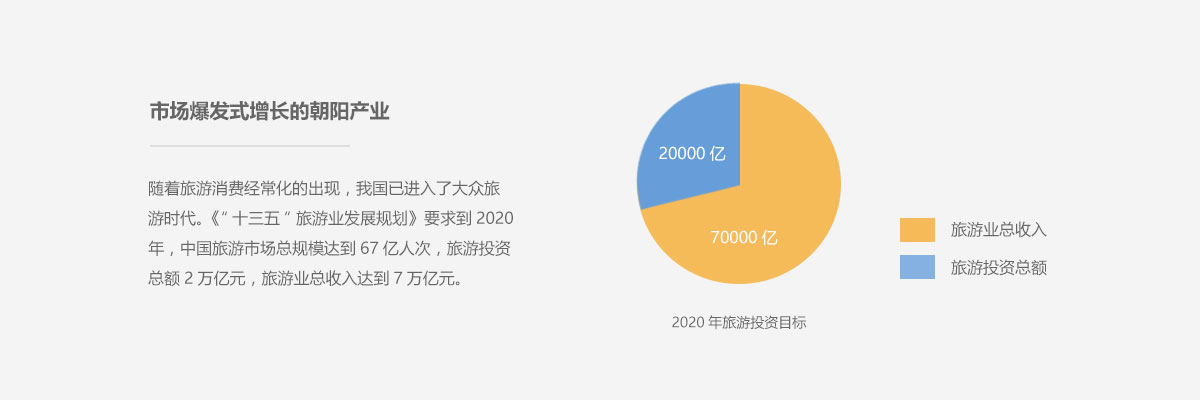 市场爆发式增长的朝阳产业
随着旅游消费经常化的出现，我国已进入了大众旅
游时代。《“ 十三五 ” 旅游业发展规划》要求到 2020
年，中国旅游市场总规模达到 67 亿人次，旅游投资
总额 2 万亿元，旅游业总收入达到 7 万亿元。
20000 亿
70000 亿
2020 年旅游投资目标
旅游业总收入
旅游投资总额